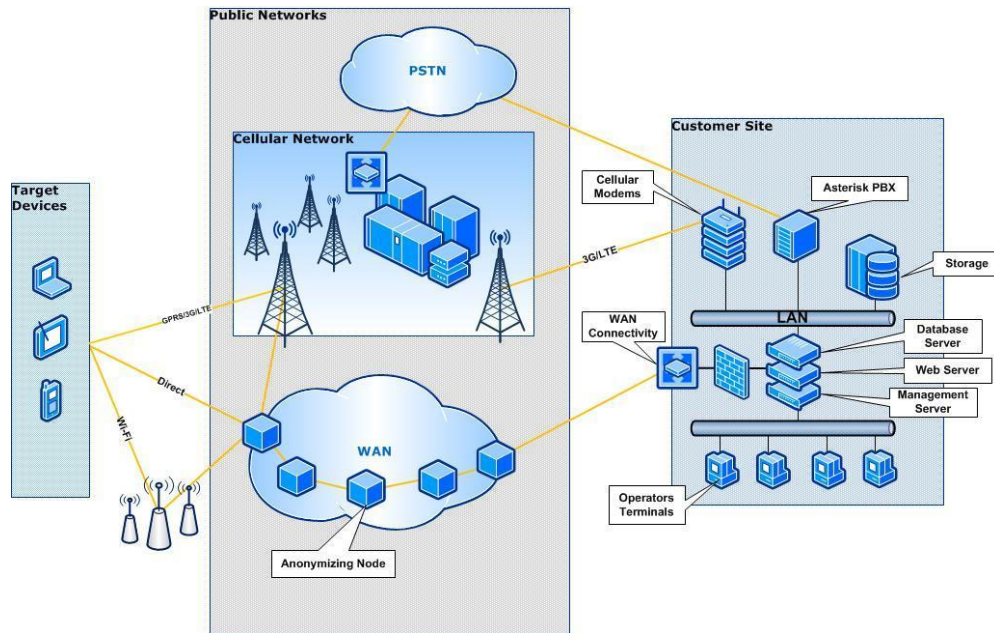 Public Networks
PSTN
Cellular Network
Customer Site
Target
Devices
Cellular
Modems
Asterisk PBX
Storage
3G/LTE
GPRS/3G/LTE
LAN
WAN
Connectivity
Database
Server
Web Server
Management
Server
Direct
Wi-Fi
WAN
Operators
Terminals
Anonymizing Node